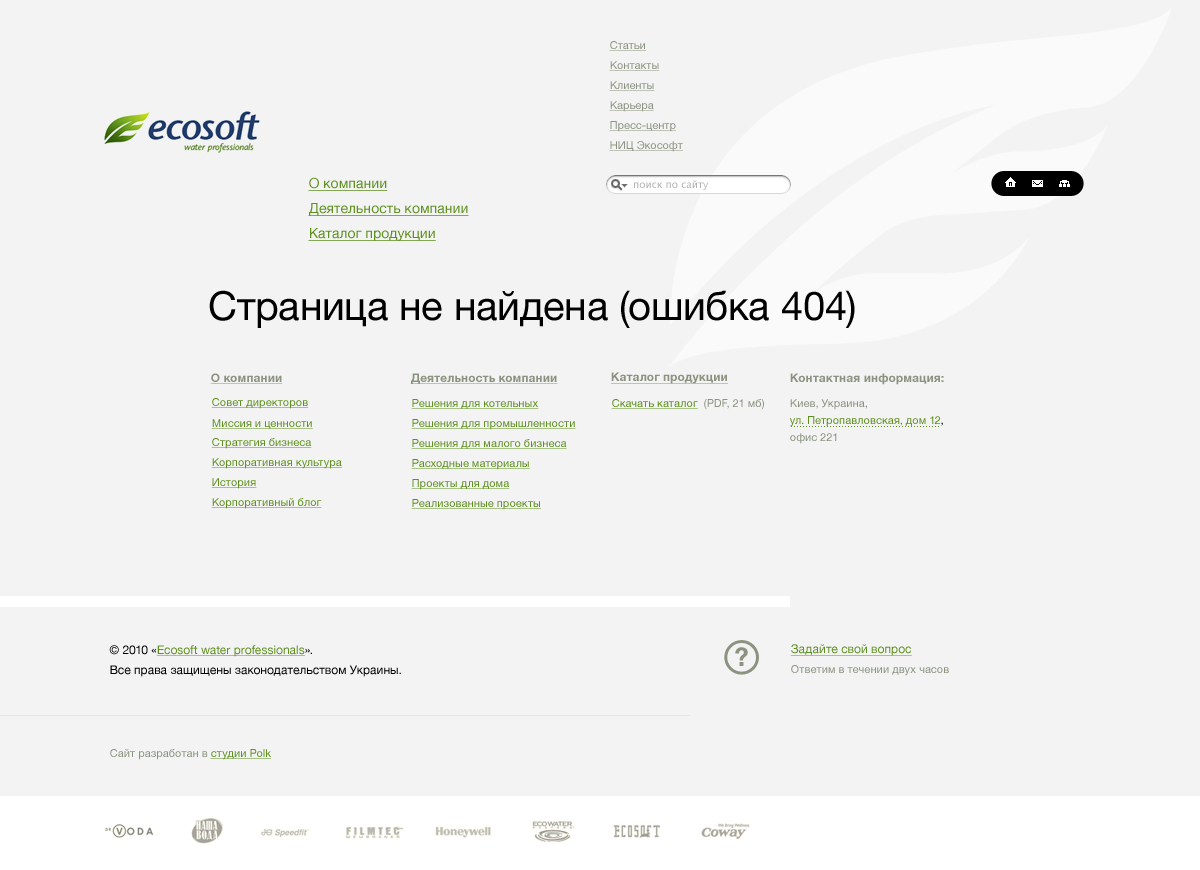 Статьи
Контакты
Клиенты
Карьера
Пресс-центр
НИЦ Экософт
ecosoft
water professionals
О компании
Деятельность компании
Каталог продукции
поиск по сайту
Страница не найдена (ошибка 404)
О компании
Совет директоров
Миссия и ценности
Стратегия бизнеса
Корпоративная культура
История
Корпоративный блог
Деятельность компании
Решения для котельных
Решения для промышленности
Решения для малого бизнеса
Расходные материалы
Проекты для дома
Реализованные проекты
Каталог продукции
Скачать каталог (PDF, 21 мб)
Контактная информация:
Киев, Украина,
ул. Петропавловская, дом 12,
офис 221
© 2010 «Ecosoft water professionals».
Все права защищены законодательством Украины.
?
Задайте свой вопрос
Ответим в течении двух часов
Сайт разработан в студии Polk
VODA
НАША ВОДА
JG Speedfit
FILMTEC
Honeywell
ECOWATER
ECOSOFT
Coway